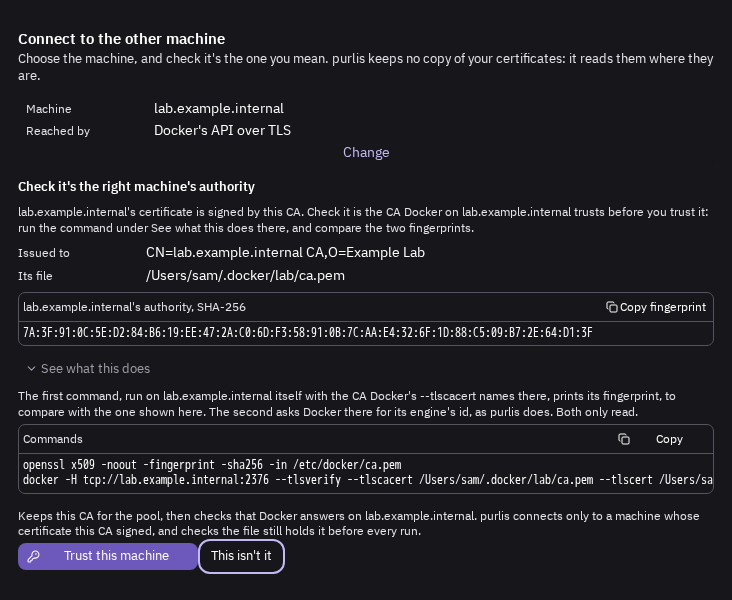 Connect to the other machine
Choose the machine, and check it's the one you mean. purlis keeps no copy of your certificates: it reads them where they
are.
Machine lab.example.internal
Reached by Docker's API over TLS
Change
Check it's the right machine's authority
lab.example.internal's certificate is signed by this CA. Check it is the CA Docker on lab.example.internal trusts before you trust it:
run the command under See what this does there, and compare the two fingerprints.
Issued to CN=lab.example.internal CA,O=Example Lab
Its file /Users/sam/.docker/lab/ca.pem
lab.example.internal's authority, SHA-256 Copy fingerprint
7A:3F:91:0C:5E:D2:84:B6:19:EE:47:2A:C0:6D:F3:58:91:0B:7C:AA:E4:32:6F:1D:88:C5:09:B7:2E:64:D1:3F
See what this does
The first command, run on lab.example.internal itself with the CA Docker's --tlscacert names there, prints its fingerprint, to
compare with the one shown here. The second asks Docker there for its engine's id, as purlis does. Both only read.
Commands Copy
openssl x509 -noout -fingerprint -sha256 -in /etc/docker/ca.pem
docker -H tcp://lab.example.internal:2376 --tlsverify --tlscacert /Users/sam/.docker/lab/ca.pem --tlscert /Users/sa
Keeps this CA for the pool, then checks that Docker answers on lab.example.internal. purlis connects only to a machine whose
certificate this CA signed, and checks the file still holds it before every run.
Trust this machine This isn't it